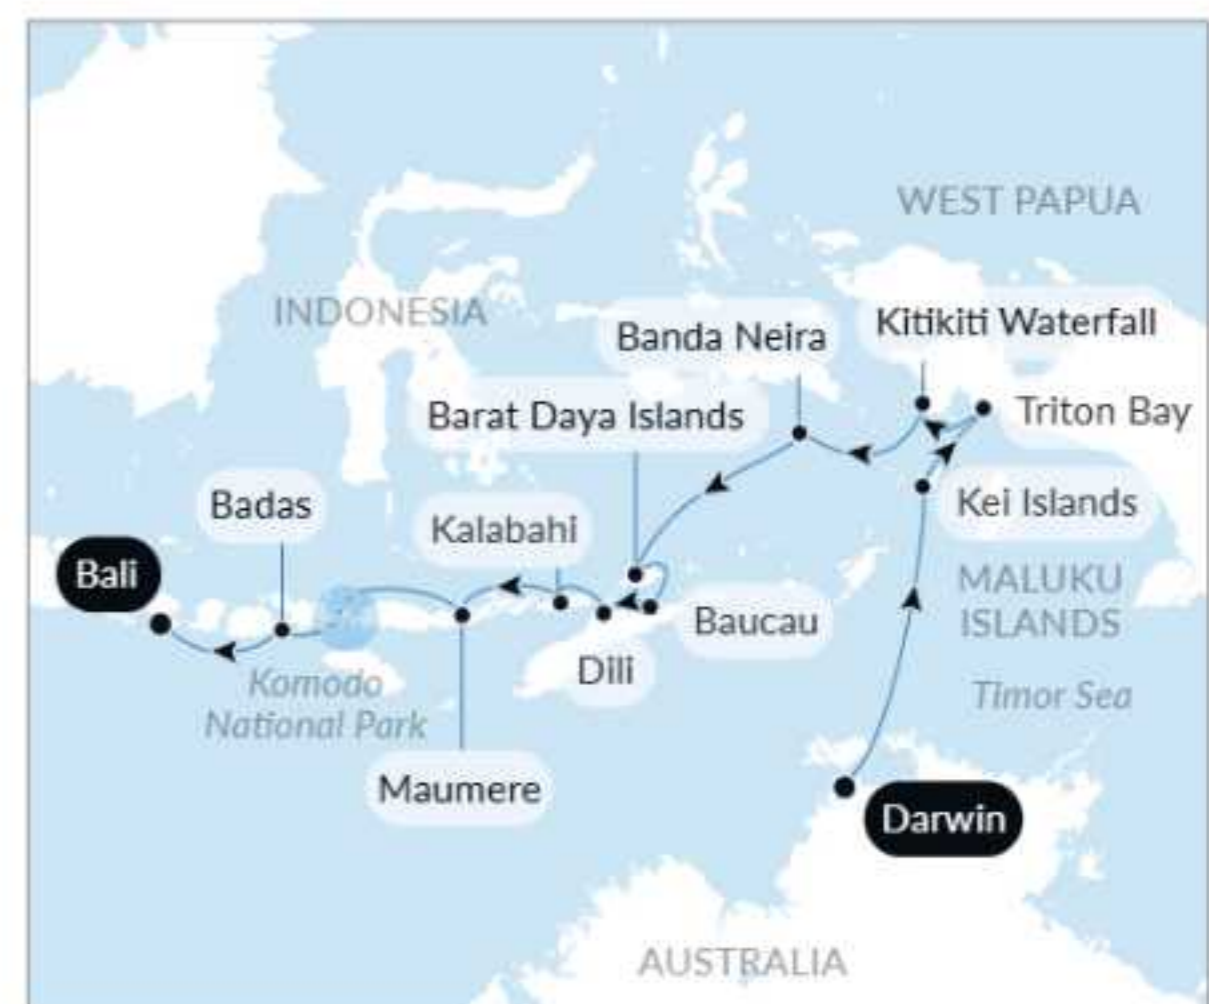 WEST PAPUA
INDONESIA
Banda Neira
Kitikiti Waterfall
Barat Daya Islands
Triton Bay
Badas
Kalabahi
Kei Islands
Bali
MALUKU
ISLANDS
Baucau
Dili
Komodo
National Park
Timor Sea
Maumere
Darwin
AUSTRALIA